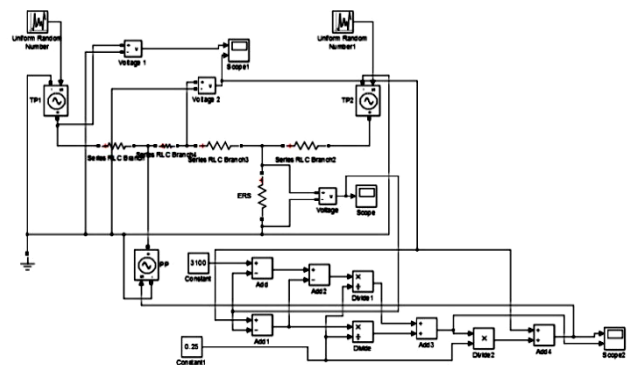 Uniform Random
Number
Uniform Random
Number1
Voltage 1
Scope1
Voltage 2
TP1
TP2
Series RLC Branch
Series RLC Branch4
Series RLC Branch3
Series RLC Branch2
ERS
Voltage
Scope
PP
3100
Constant
Add
Add2
Divide1
Add1
Divide
Add3
Divide2
Add4
Scope2
0.25
Constant1